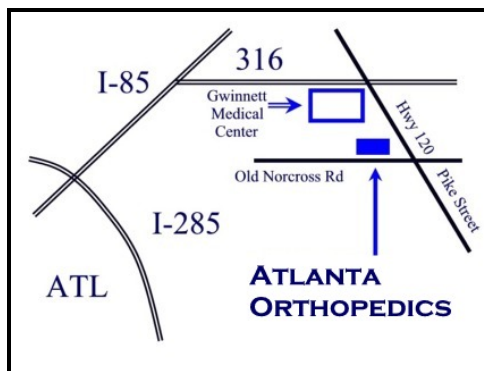 316
I-85
Gwinnett
Medical
Center
Hwy 120
Old Norcross Rd
Pike Street
I-285
ATL
ATLANTA
ORTHOPEDICS